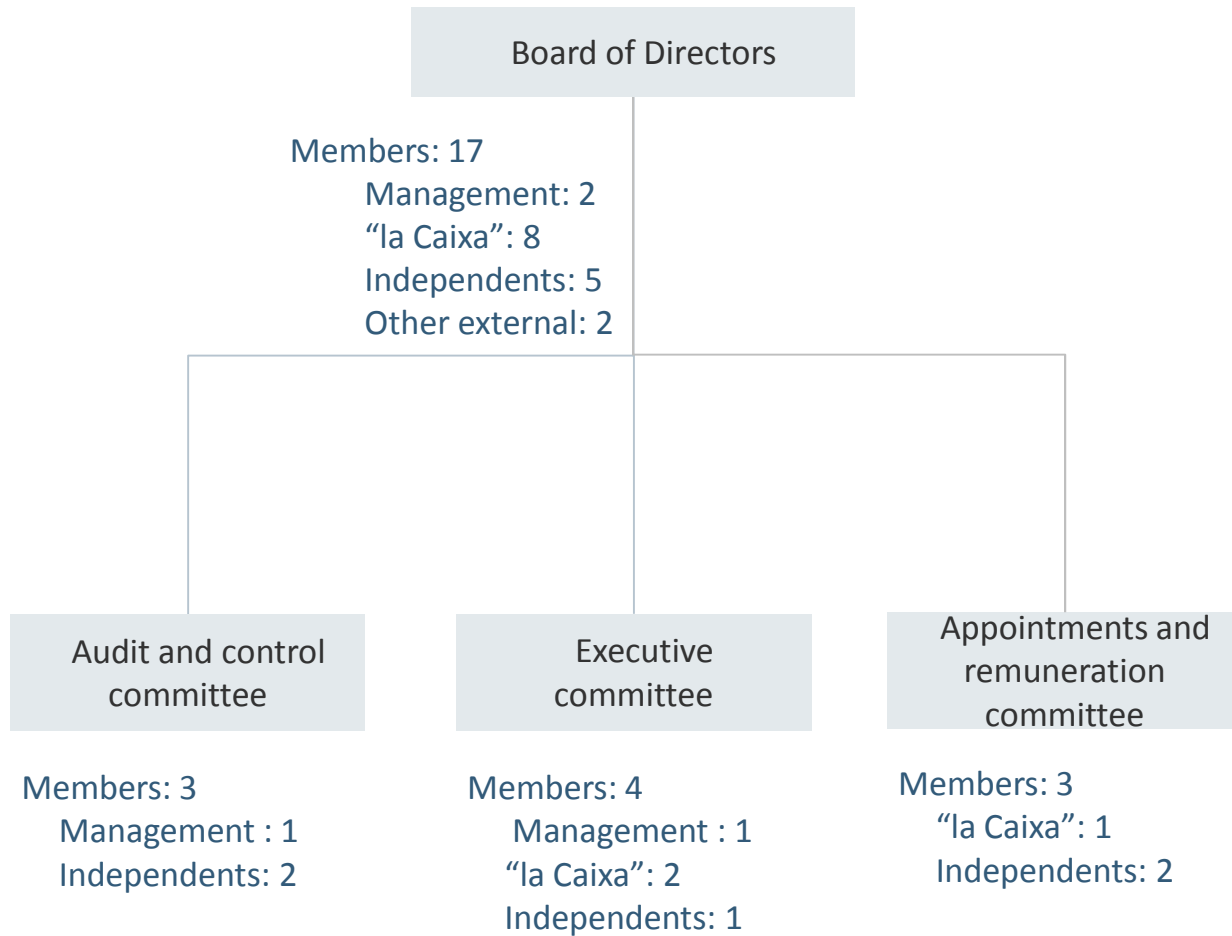 Board of Directors
Members: 17
Management: 2
“la Caixa”: 8
Independents: 5
Other external: 2
Audit and control
committee
Members: 3
Management : 1
Independents: 2
Executive
committee
Members: 4
Management : 1
“la Caixa”: 2
Independents: 1
Appointments and
remuneration
committee
Members: 3
“la Caixa”: 1
Independents: 2